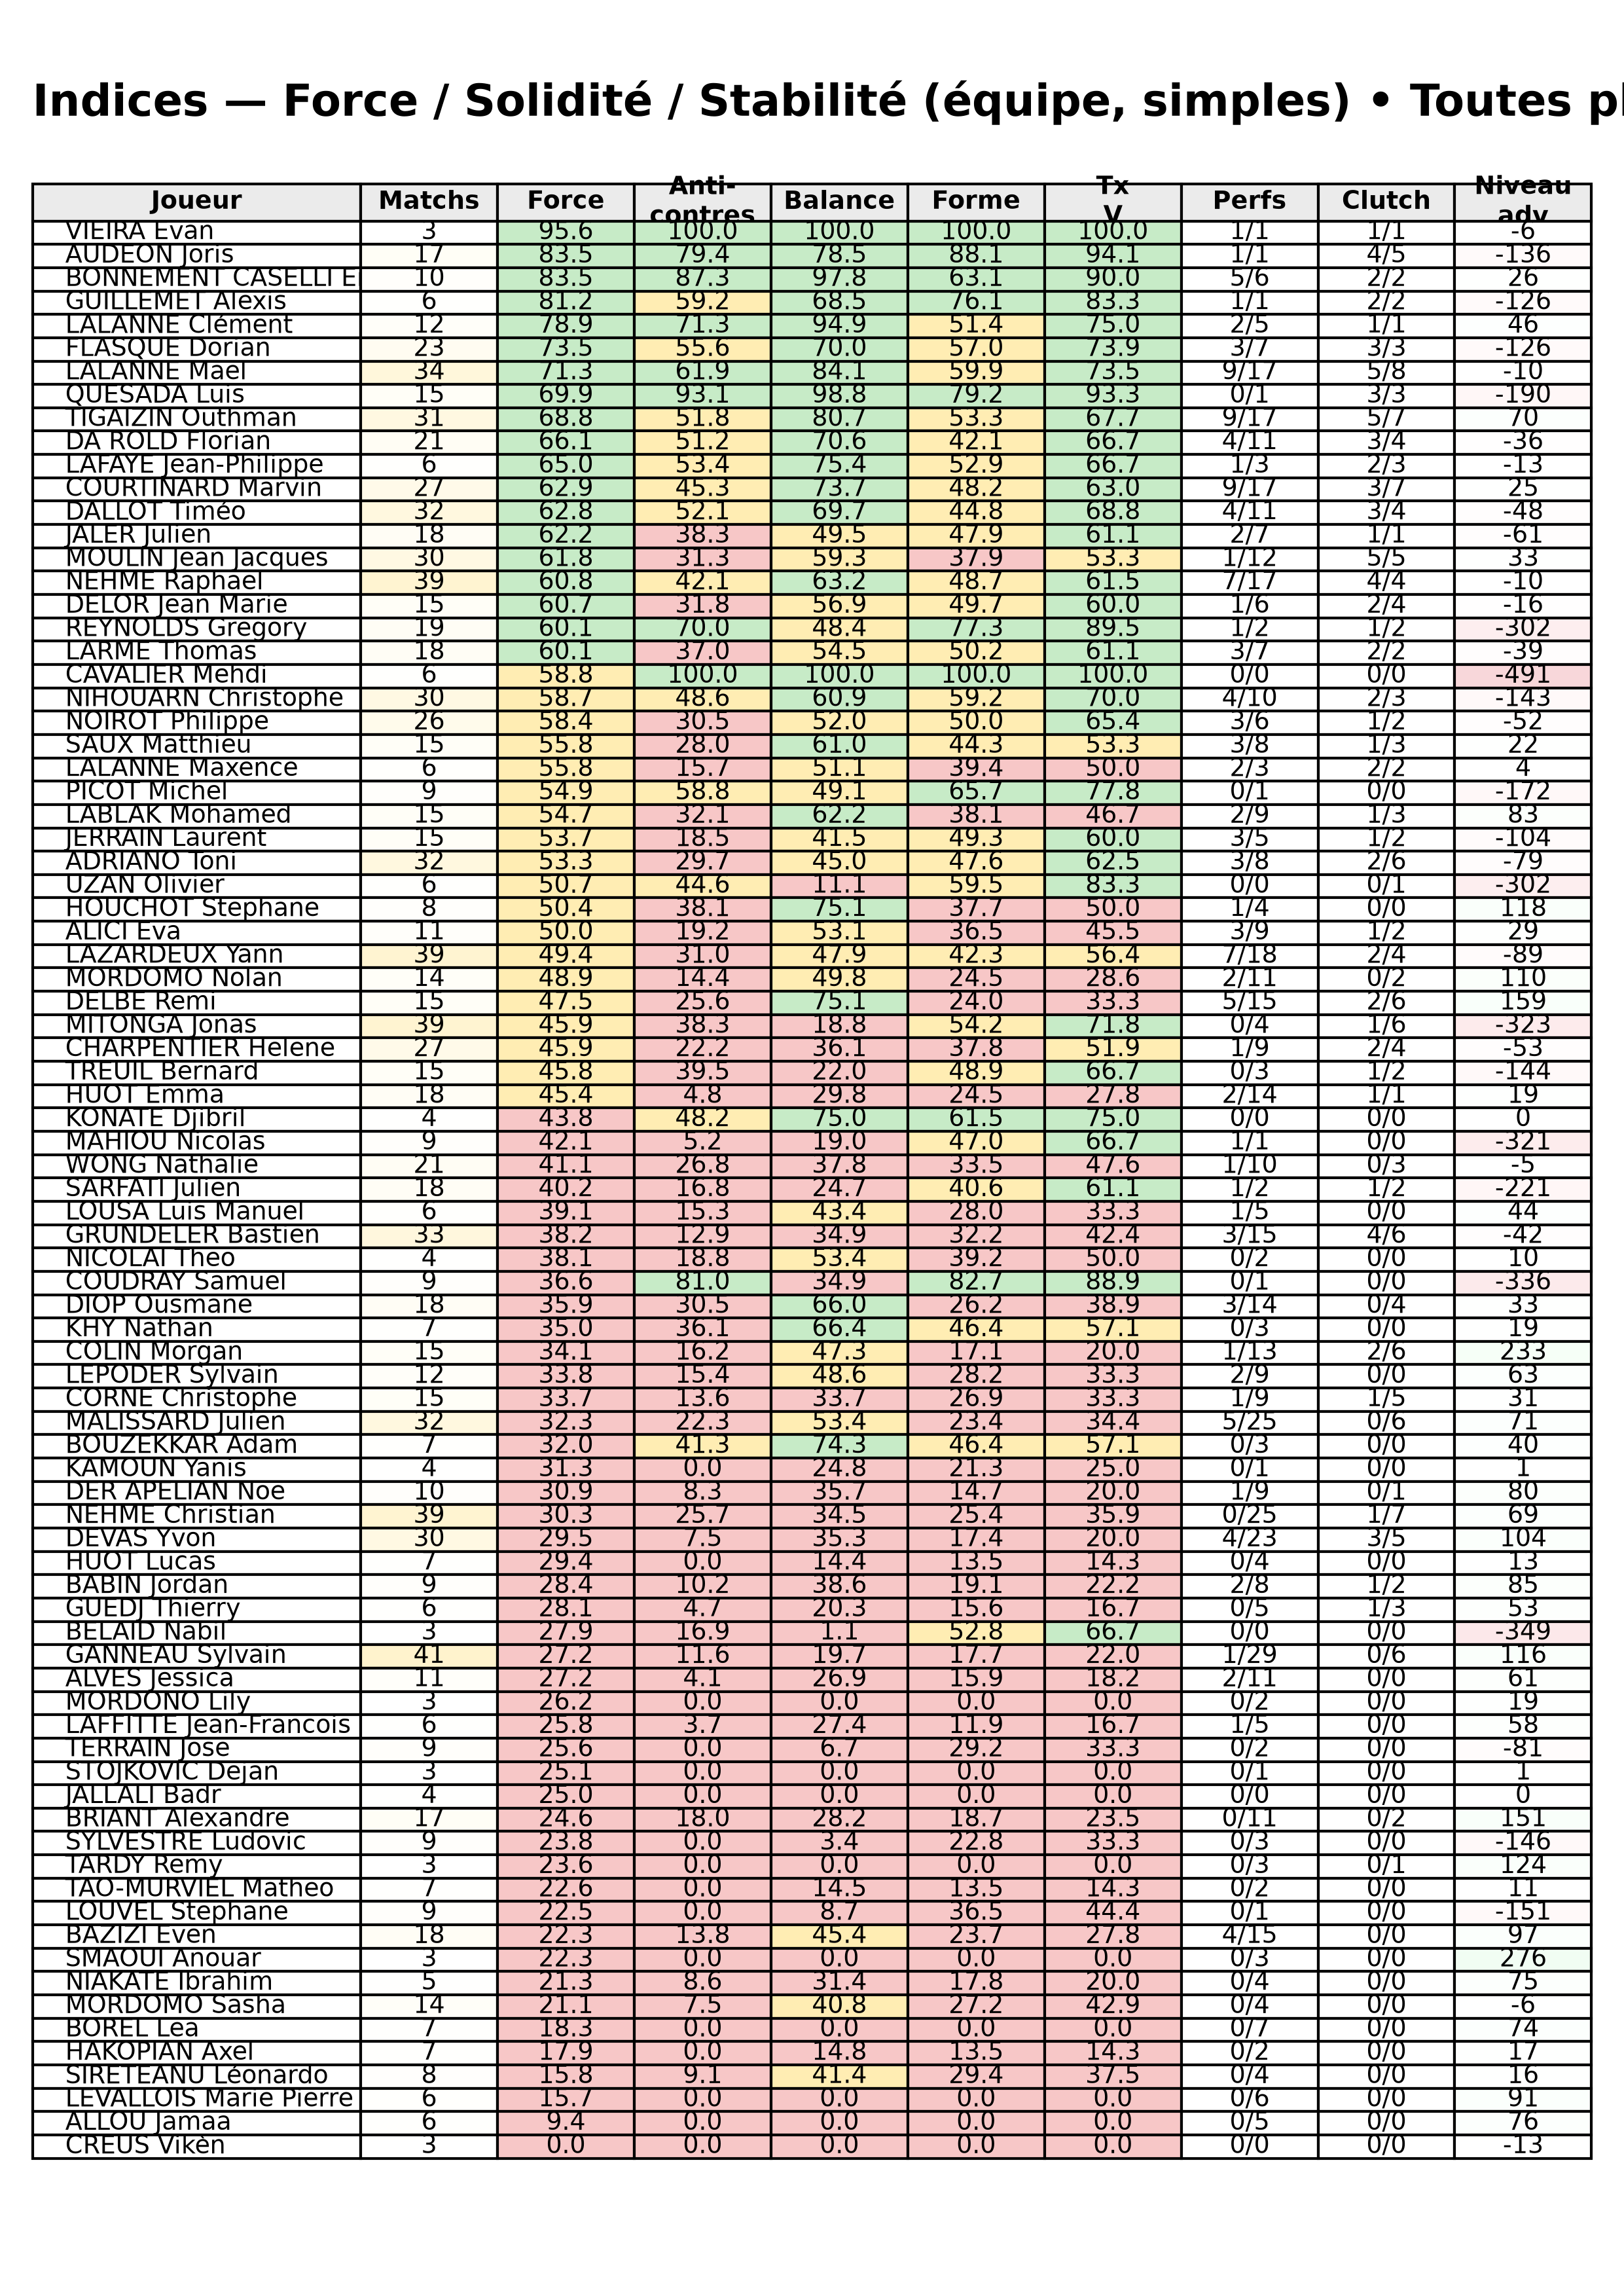 Indices — Force / Solidité / Stabilité (équipe, simples) • Toutes
Joueur Matchs Force Anti-contres Balance Forme Tx V Perfs Clutch Niveau adv
VIEIRA Evan 3 95.6 100.0 100.0 100.0 100.0 1/1 1/1 -6
AUDEON Joris 17 83.5 79.4 78.5 88.1 94.1 1/1 4/5 -136
BONNEMENT CASELLI E 10 83.5 87.3 97.8 63.1 90.0 5/6 2/2 26
GUILLEMET Alexis 6 81.2 59.2 68.5 76.1 83.3 1/1 2/2 -126
LALANNE Clément 12 78.9 71.3 94.9 51.4 75.0 2/5 1/1 46
FLASQUE Dorian 23 73.5 55.6 70.0 57.0 73.9 3/7 3/3 -126
LALANNE Mael 34 71.3 61.9 84.1 59.9 73.5 9/17 5/8 -10
QUESADA Luis 15 69.9 93.1 98.8 79.2 93.3 0/1 3/3 -190
TIGAIZIN Outhman 31 68.8 51.8 80.7 53.3 67.7 9/17 5/7 70
DA ROLD Florian 21 66.1 51.2 70.6 42.1 66.7 4/11 3/4 -36
LAFAYE Jean-Philippe 6 65.0 53.4 75.4 52.9 66.7 1/3 2/3 -13
COURTINARD Marvin 27 62.9 45.3 73.7 48.2 63.0 9/17 3/7 25
DALLOT Timéo 32 62.8 52.1 69.7 44.8 68.8 4/11 3/4 -48
JALER Julien 18 62.2 38.3 49.5 47.9 61.1 2/7 1/1 -61
MOULIN Jean Jacques 30 61.8 31.3 59.3 37.9 53.3 1/12 5/5 33
NEHME Raphael 39 60.8 42.1 63.2 48.7 61.5 7/17 4/4 -10
DELOR Jean Marie 15 60.7 31.8 56.9 49.7 60.0 1/6 2/4 -16
REYNOLDS Gregory 19 60.1 70.0 48.4 77.3 89.5 1/2 1/2 -302
LARME Thomas 18 60.1 37.0 54.5 50.2 61.1 3/7 2/2 -39
CAVALIER Mehdi 6 58.8 100.0 100.0 100.0 100.0 0/0 0/0 -491
NIHOUARN Christophe 30 58.7 48.6 60.9 59.2 70.0 4/10 2/3 -143
NOIROT Philippe 26 58.4 30.5 52.0 50.0 65.4 3/6 1/2 -52
SAUX Matthieu 15 55.8 28.0 61.0 44.3 53.3 3/8 1/3 22
LALANNE Maxence 6 55.8 15.7 51.1 39.4 50.0 2/3 2/2 4
PICOT Michel 9 54.9 58.8 49.1 65.7 77.8 0/1 0/0 -172
LABLAK Mohamed 15 54.7 32.1 62.2 38.1 46.7 2/9 1/3 83
JERRAIN Laurent 15 53.7 18.5 41.5 49.3 60.0 3/5 1/2 -104
ADRIANO Toni 32 53.3 29.7 45.0 47.6 62.5 3/8 2/6 -79
UZAN Olivier 6 50.7 44.6 11.1 59.5 83.3 0/0 0/1 -302
HOUCHOT Stephane 8 50.4 38.1 75.1 37.7 50.0 1/4 0/0 118
ALICI Eva 11 50.0 19.2 53.1 36.5 45.5 3/9 1/2 29
LAZARDEUX Yann 39 49.4 31.0 47.9 42.3 56.4 7/18 2/4 -89
MORDOMO Nolan 14 48.9 14.4 49.8 24.5 28.6 2/11 0/2 110
DELBE Remi 15 47.5 25.6 75.1 24.0 33.3 5/15 2/6 159
MITONGA Jonas 39 45.9 38.3 18.8 54.2 71.8 0/4 1/6 -323
CHARPENTIER Helene 27 45.9 22.2 36.1 37.8 51.9 1/9 2/4 -53
TREUIL Bernard 15 45.8 39.5 22.0 48.9 66.7 0/3 1/2 -144
HUOT Emma 18 45.4 4.8 29.8 24.5 27.8 2/14 1/1 19
KONATE Djibril 4 43.8 48.2 75.0 61.5 75.0 0/0 0/0 0
MAHIOU Nicolas 9 42.1 5.2 19.0 47.0 66.7 1/1 0/0 -321
WONG Nathalie 21 41.1 26.8 37.8 33.5 47.6 1/10 0/3 -5
SARFATI Julien 18 40.2 16.8 24.7 40.6 61.1 1/2 1/2 -221
LOUSA Luis Manuel 6 39.1 15.3 43.4 28.0 33.3 1/5 0/0 44
GRUNDELER Bastien 33 38.2 12.9 34.9 32.2 42.4 3/15 4/6 -42
NICOLAI Theo 4 38.1 18.8 53.4 39.2 50.0 0/2 0/0 10
COUDRAY Samuel 9 36.6 81.0 34.9 82.7 88.9 0/1 0/0 -336
DIOP Ousmane 18 35.9 30.5 66.0 26.2 38.9 3/14 0/4 33
KHY Nathan 7 35.0 36.1 66.4 46.4 57.1 0/3 0/0 19
COLIN Morgan 15 34.1 16.2 47.3 17.1 20.0 1/13 2/6 233
LEPODER Sylvain 12 33.8 15.4 48.6 28.2 33.3 2/9 0/0 63
CORNE Christophe 15 33.7 13.6 33.7 26.9 33.3 1/9 1/5 31
MALISSARD Julien 32 32.3 22.3 53.4 23.4 34.4 5/25 0/6 71
BOUZEKKAR Adam 7 32.0 41.3 74.3 46.4 57.1 0/3 0/0 40
KAMOUN Yanis 4 31.3 0.0 24.8 21.3 25.0 0/1 0/0 1
DER APELIAN Noe 10 30.9 8.3 35.7 14.7 20.0 1/9 0/1 80
NEHME Christian 39 30.3 25.7 34.5 25.4 35.9 0/25 1/7 69
DEVAS Yvon 30 29.5 7.5 35.3 17.4 20.0 4/23 3/5 104
HUOT Lucas 7 29.4 0.0 14.4 13.5 14.3 0/4 0/0 13
BABIN Jordan 9 28.4 10.2 38.6 19.1 22.2 2/8 1/2 85
GUEDJ Thierry 6 28.1 4.7 20.3 15.6 16.7 0/5 1/3 53
BELAID Nabil 3 27.9 16.9 1.1 52.8 66.7 0/0 0/0 -349
GANNEAU Sylvain 41 27.2 11.6 19.7 17.7 22.0 1/29 0/6 116
ALVES Jessica 11 27.2 4.1 26.9 15.9 18.2 2/11 0/0 61
MORDONO Lily 3 26.2 0.0 0.0 0.0 0.0 0/2 0/0 19
LAFFITTE Jean-Francois 6 25.8 3.7 27.4 11.9 16.7 1/5 0/0 58
TERRAIN Jose 9 25.6 0.0 6.7 29.2 33.3 0/2 0/0 -81
STOJKOVIC Dejan 3 25.1 0.0 0.0 0.0 0.0 0/1 0/0 1
JALLALI Badr 4 25.0 0.0 0.0 0.0 0.0 0/0 0/0 0
BRIANT Alexandre 17 24.6 18.0 28.2 18.7 23.5 0/11 0/2 151
SYLVESTRE Ludovic 9 23.8 0.0 3.4 22.8 33.3 0/3 0/0 -146
TARDY Remy 3 23.6 0.0 0.0 0.0 0.0 0/3 0/1 124
TAO-MURVIEL Matheo 7 22.6 0.0 14.5 13.5 14.3 0/2 0/0 11
LOUVEL Stephane 9 22.5 0.0 8.7 36.5 44.4 0/1 0/0 -151
BAZIZI Even 18 22.3 13.8 45.4 23.7 27.8 4/15 0/0 97
SMAOUI Anouar 3 22.3 0.0 0.0 0.0 0.0 0/3 0/0 276
NIAKATE Ibrahim 5 21.3 8.6 31.4 17.8 20.0 0/4 0/0 75
MORDOMO Sasha 14 21.1 7.5 40.8 27.2 42.9 0/4 0/0 -6
BOREL Lea 7 18.3 0.0 0.0 0.0 0.0 0/7 0/0 74
HAKOPIAN Axel 7 17.9 0.0 14.8 13.5 14.3 0/2 0/0 17
SIRETEANU Léonardo 8 15.8 9.1 41.4 29.4 37.5 0/4 0/0 16
LEVALLOIS Marie Pierre 6 15.7 0.0 0.0 0.0 0.0 0/6 0/0 91
ALLOU Jamaa 6 9.4 0.0 0.0 0.0 0.0 0/5 0/0 76
CREUS Vikèn 3 0.0 0.0 0.0 0.0 0.0 0/0 0/0 -13